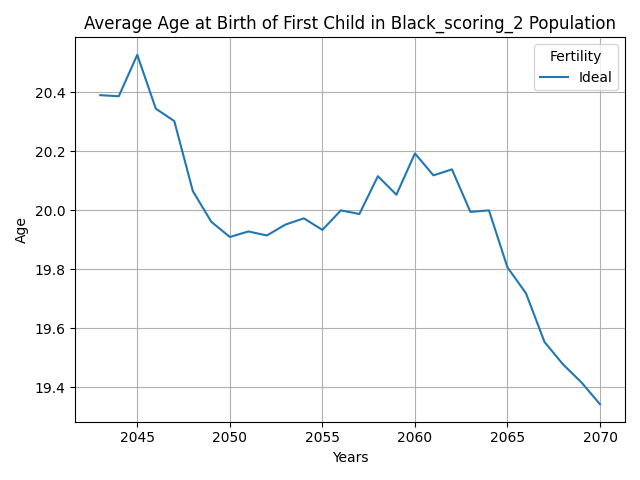 Average Age at Birth of First Child in Black_scoring_2 Population
Fertility
Ideal
20.4
20.2
20.0
19.8
19.6
19.4
Age
2045 2050 2055 2060 2065 2070
Years